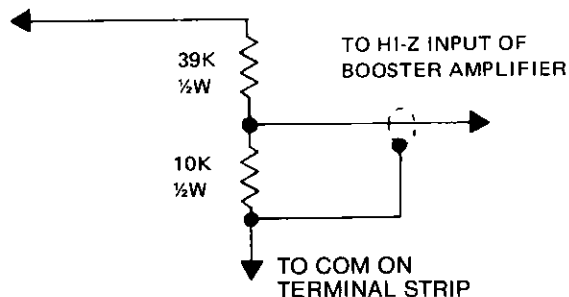 39K
½W
TO HI-Z INPUT OF
BOOSTER AMPLIFIER
10K
½W
TO COM ON
TERMINAL STRIP